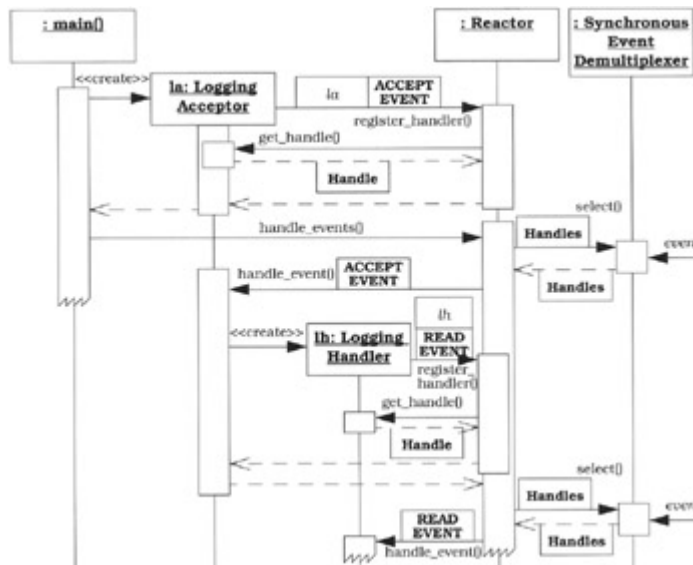 : main()
: Reactor
: Synchronous
Event
Demultiplexer
<<create>>
la: Logging
Acceptor
la
ACCEPT
EVENT
register_handler()
get_handle()
Handle
select()
handle_events()
Handles
event
Handles
handle_event()
ACCEPT
EVENT
lh
<<create>>
lh: Logging
Handler
READ
EVENT
register_
handler()
get_handle()
Handle
select()
Handles
event
Handles
READ
EVENT
handle_event()